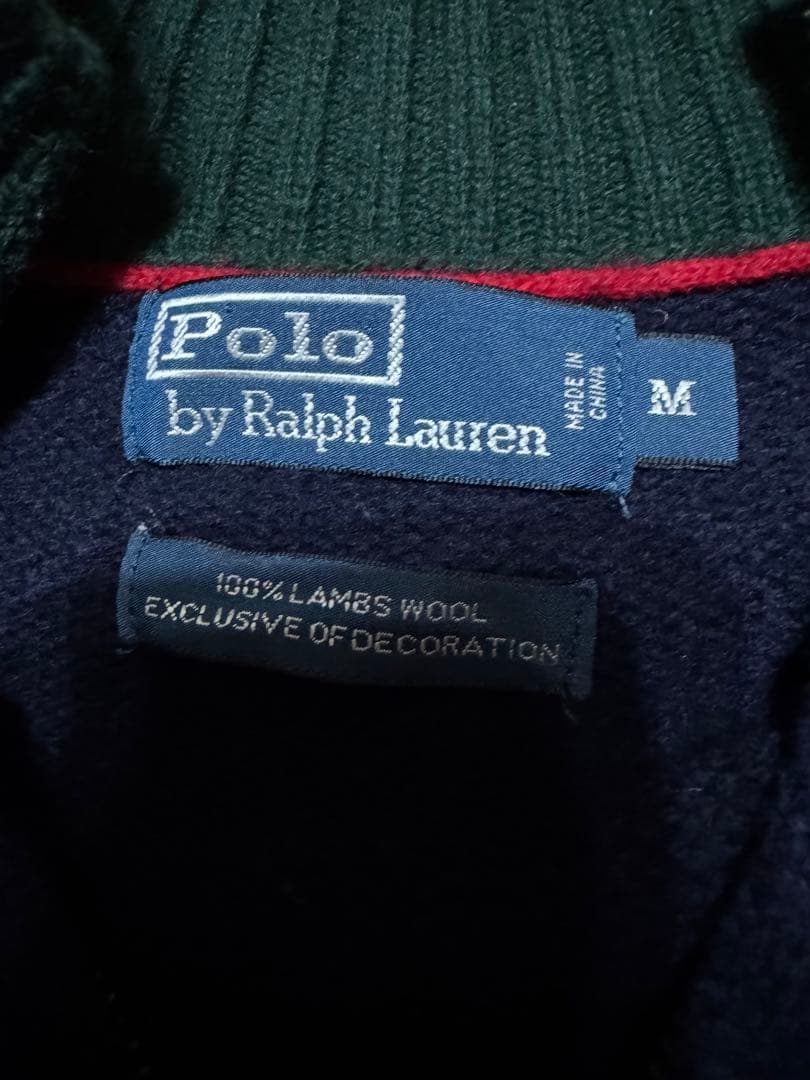 Polo
by Ralph Lauren
MADE IN
CHINA
M
100% LAMBS WOOL
EXCLUSIVE OF DECORATION